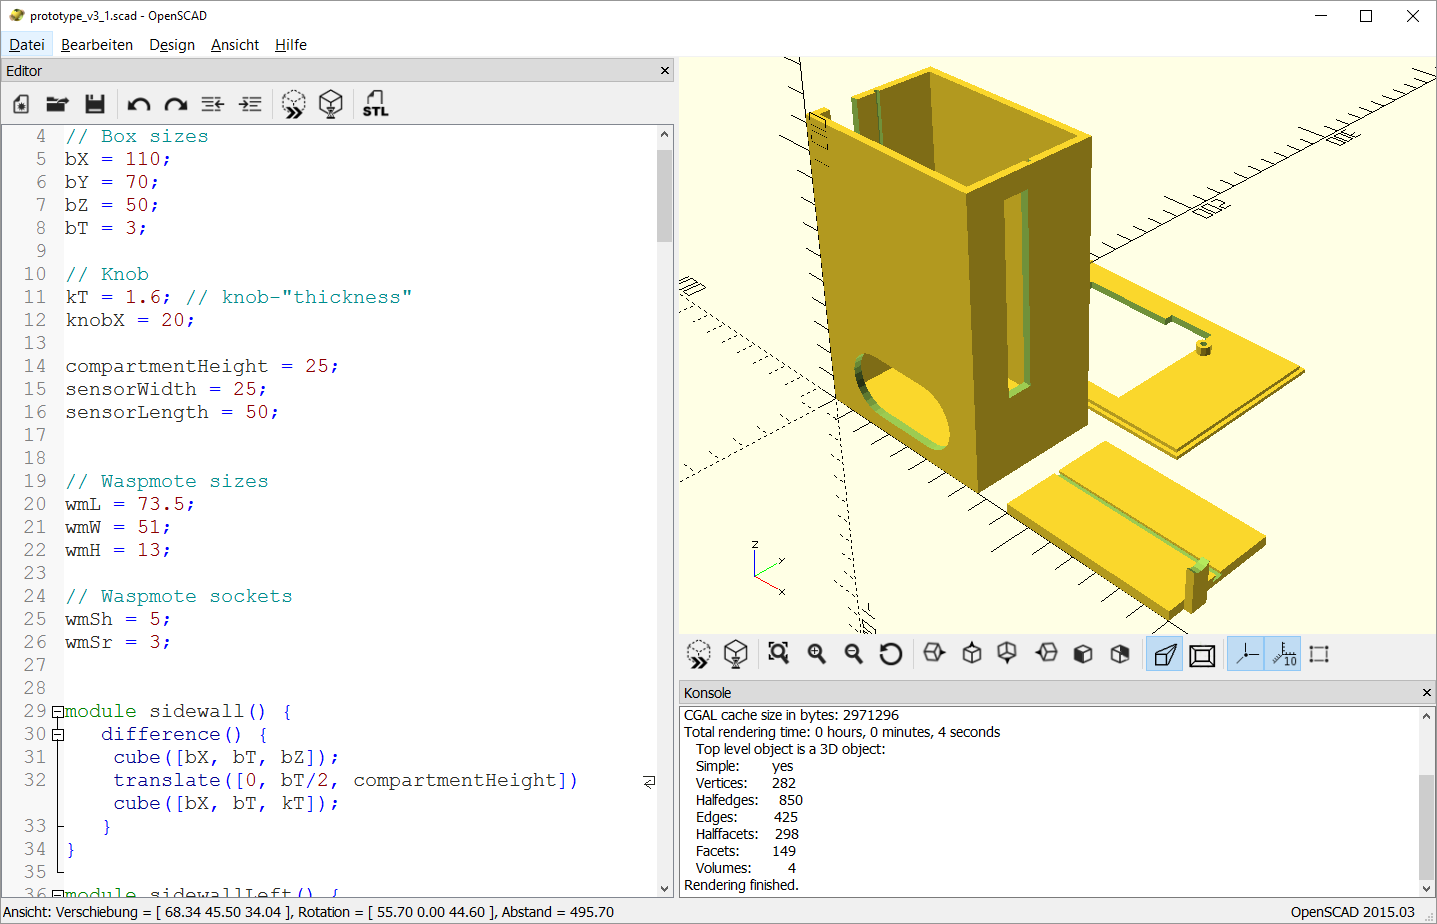 prototype_v3_1.scad - OpenSCAD
Datei Bearbeiten Design Ansicht Hilfe
Editor
STL
4 // Box sizes
5 bX = 110;
6 bY = 70;
7 bZ = 50;
8 bT = 3;
9
10 // Knob
11 kT = 1.6; // knob-"thickness"
12 knobX = 20;
13
14 compartmentHeight = 25;
15 sensorWidth = 25;
16 sensorLength = 50;
17
18
19 // Waspmote sizes
20 wmL = 73.5;
21 wmW = 51;
22 wmH = 13;
23
24 // Waspmote sockets
25 wmSh = 5;
26 wmSr = 3;
27
28
29 module sidewall() {
30 difference() {
31 cube([bX, bT, bZ]);
32 translate([0, bT/2, compartmentHeight])
cube([bX, bT, kT]);
33 }
34 }
35
36 module sidewallLeft() {
z
y
x
10
Konsole
CGAL cache size in bytes: 2971296
Total rendering time: 0 hours, 0 minutes, 4 seconds
Top level object is a 3D object:
Simple: yes
Vertices: 282
Halfedges: 850
Edges: 425
Halffacets: 298
Facets: 149
Volumes: 4
Rendering finished.
Ansicht: Verschiebung = [ 68.34 45.50 34.04 ], Rotation = [ 55.70 0.00 44.60 ], Abstand = 495.70
OpenSCAD 2015.03